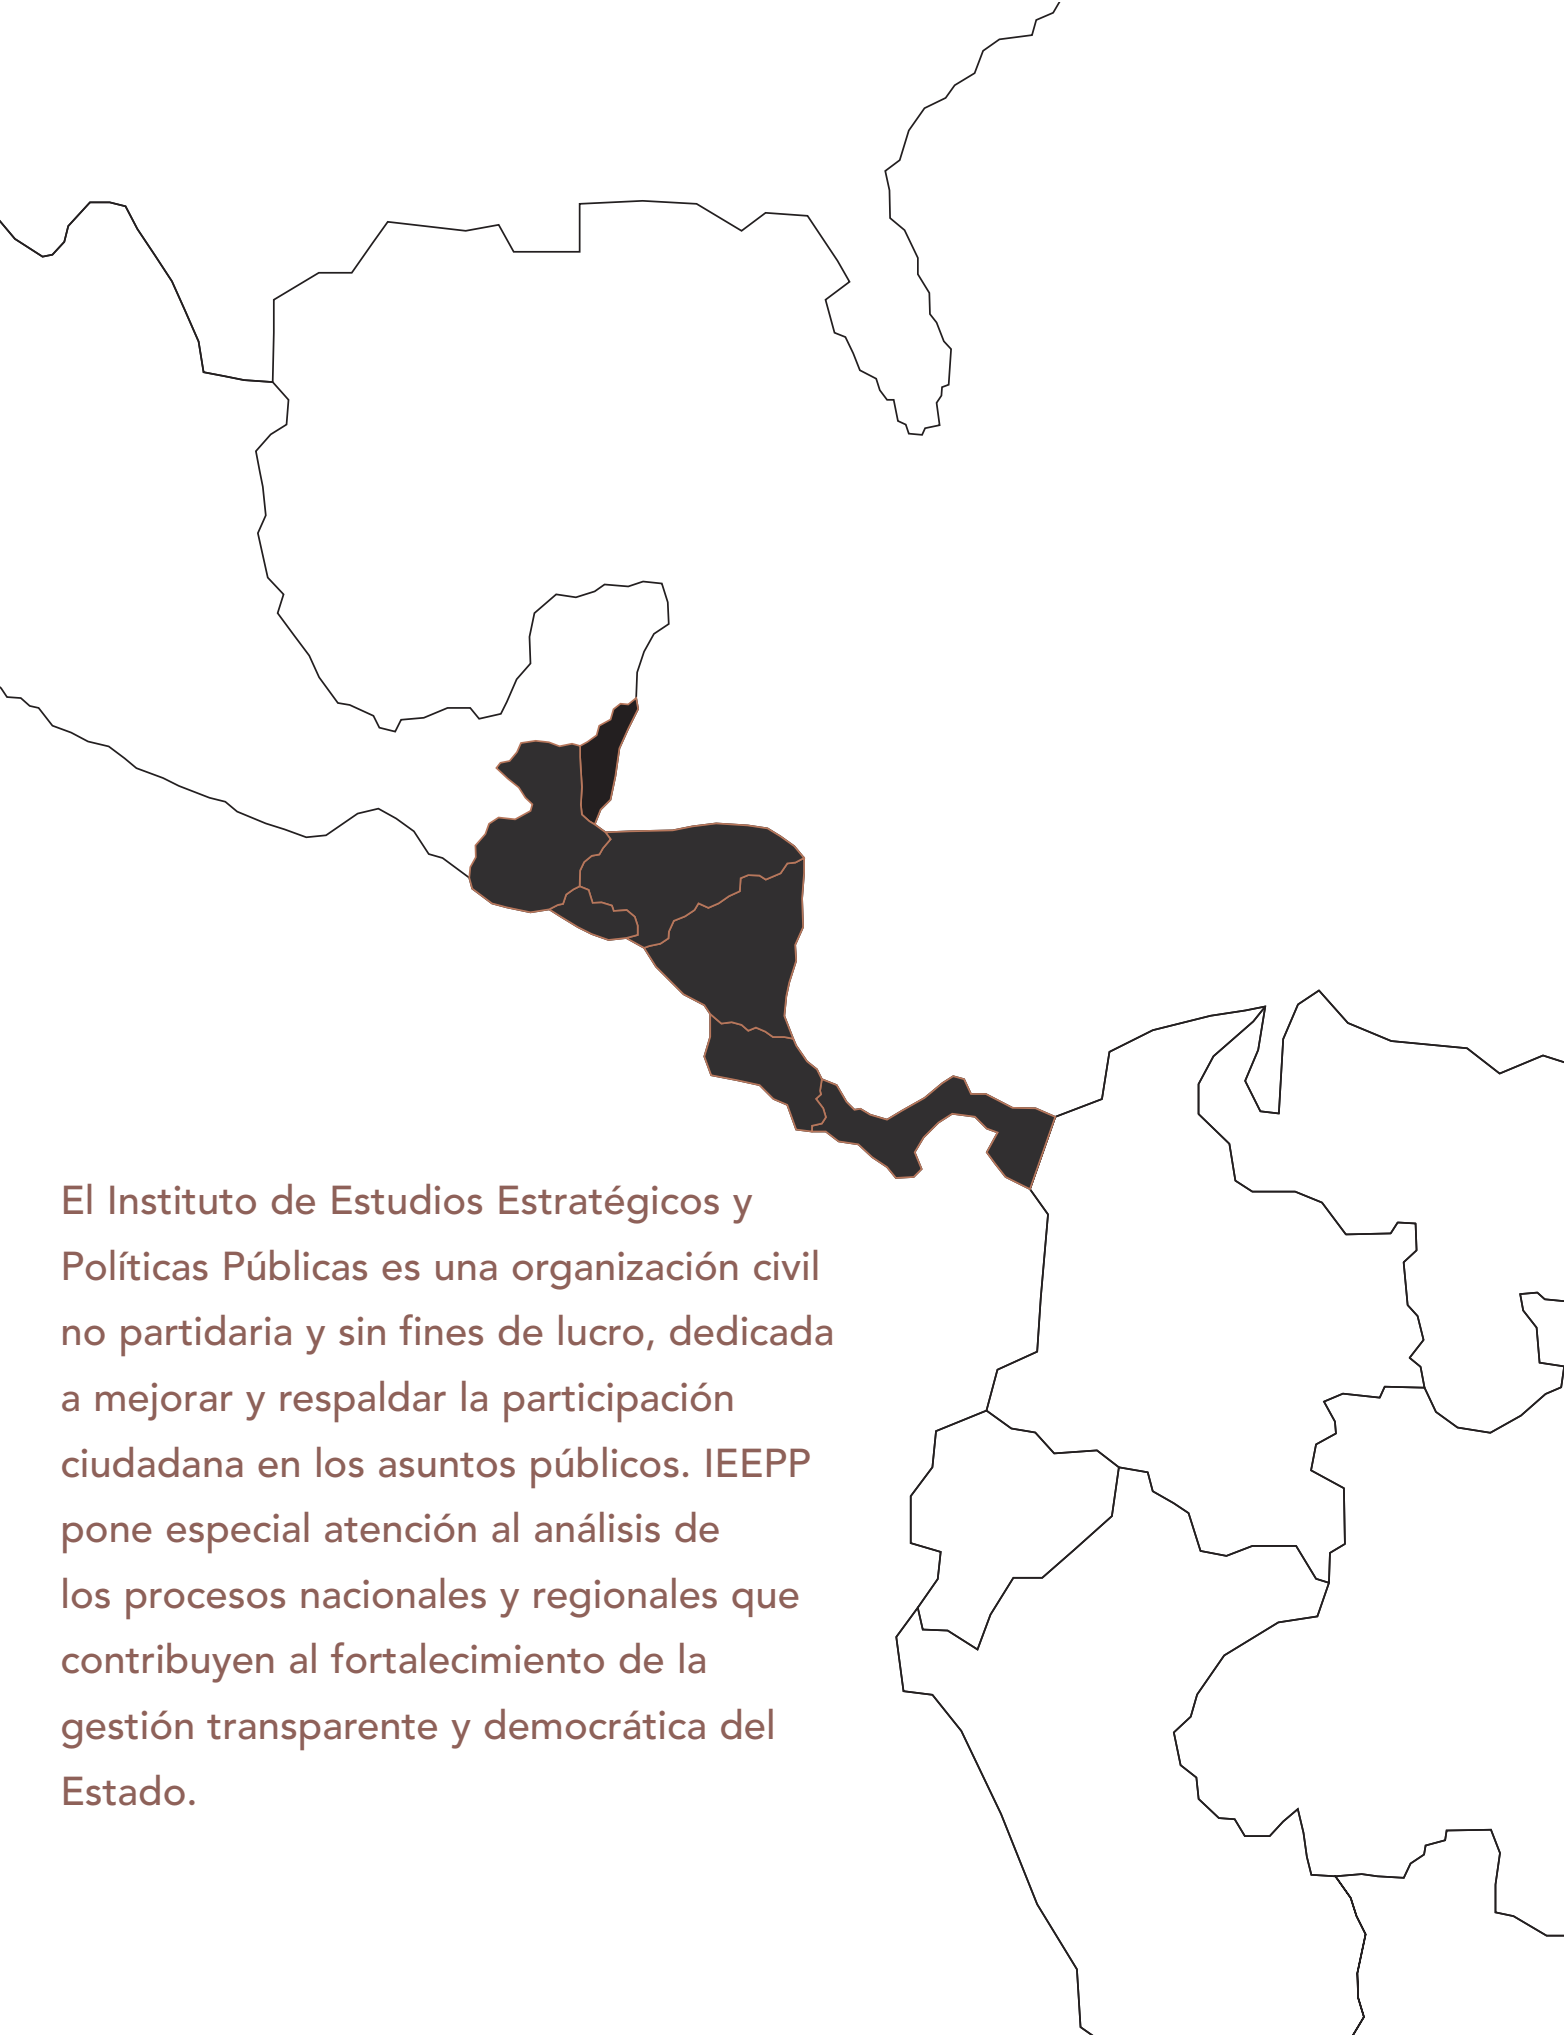 El Instituto de Estudios Estratégicos y
Políticas Públicas es una organización civil
no partidaria y sin fines de lucro, dedicada
a mejorar y respaldar la participación
ciudadana en los asuntos públicos. IEEPP
pone especial atención al análisis de
los procesos nacionales y regionales que
contribuyen al fortalecimiento de la
gestión transparente y democrática del
Estado.